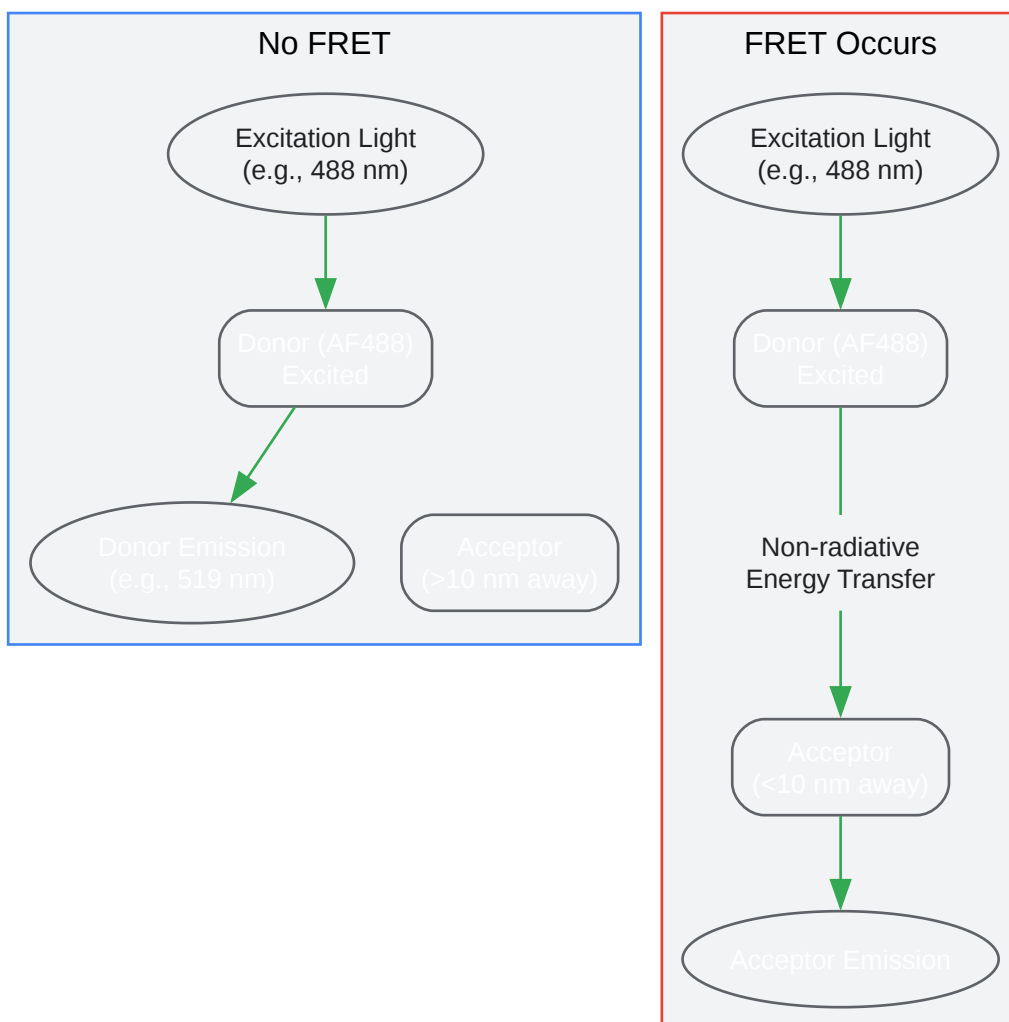 No FRET
Excitation Light
(e.g., 488 nm)
Donor (AF488)
Excited
Donor Emission
(e.g., 519 nm)
Acceptor
(>10 nm away)
FRET Occurs
Excitation Light
(e.g., 488 nm)
Donor (AF488)
Excited
Non-radiative
Energy Transfer
Acceptor
(<10 nm away)
Acceptor Emission